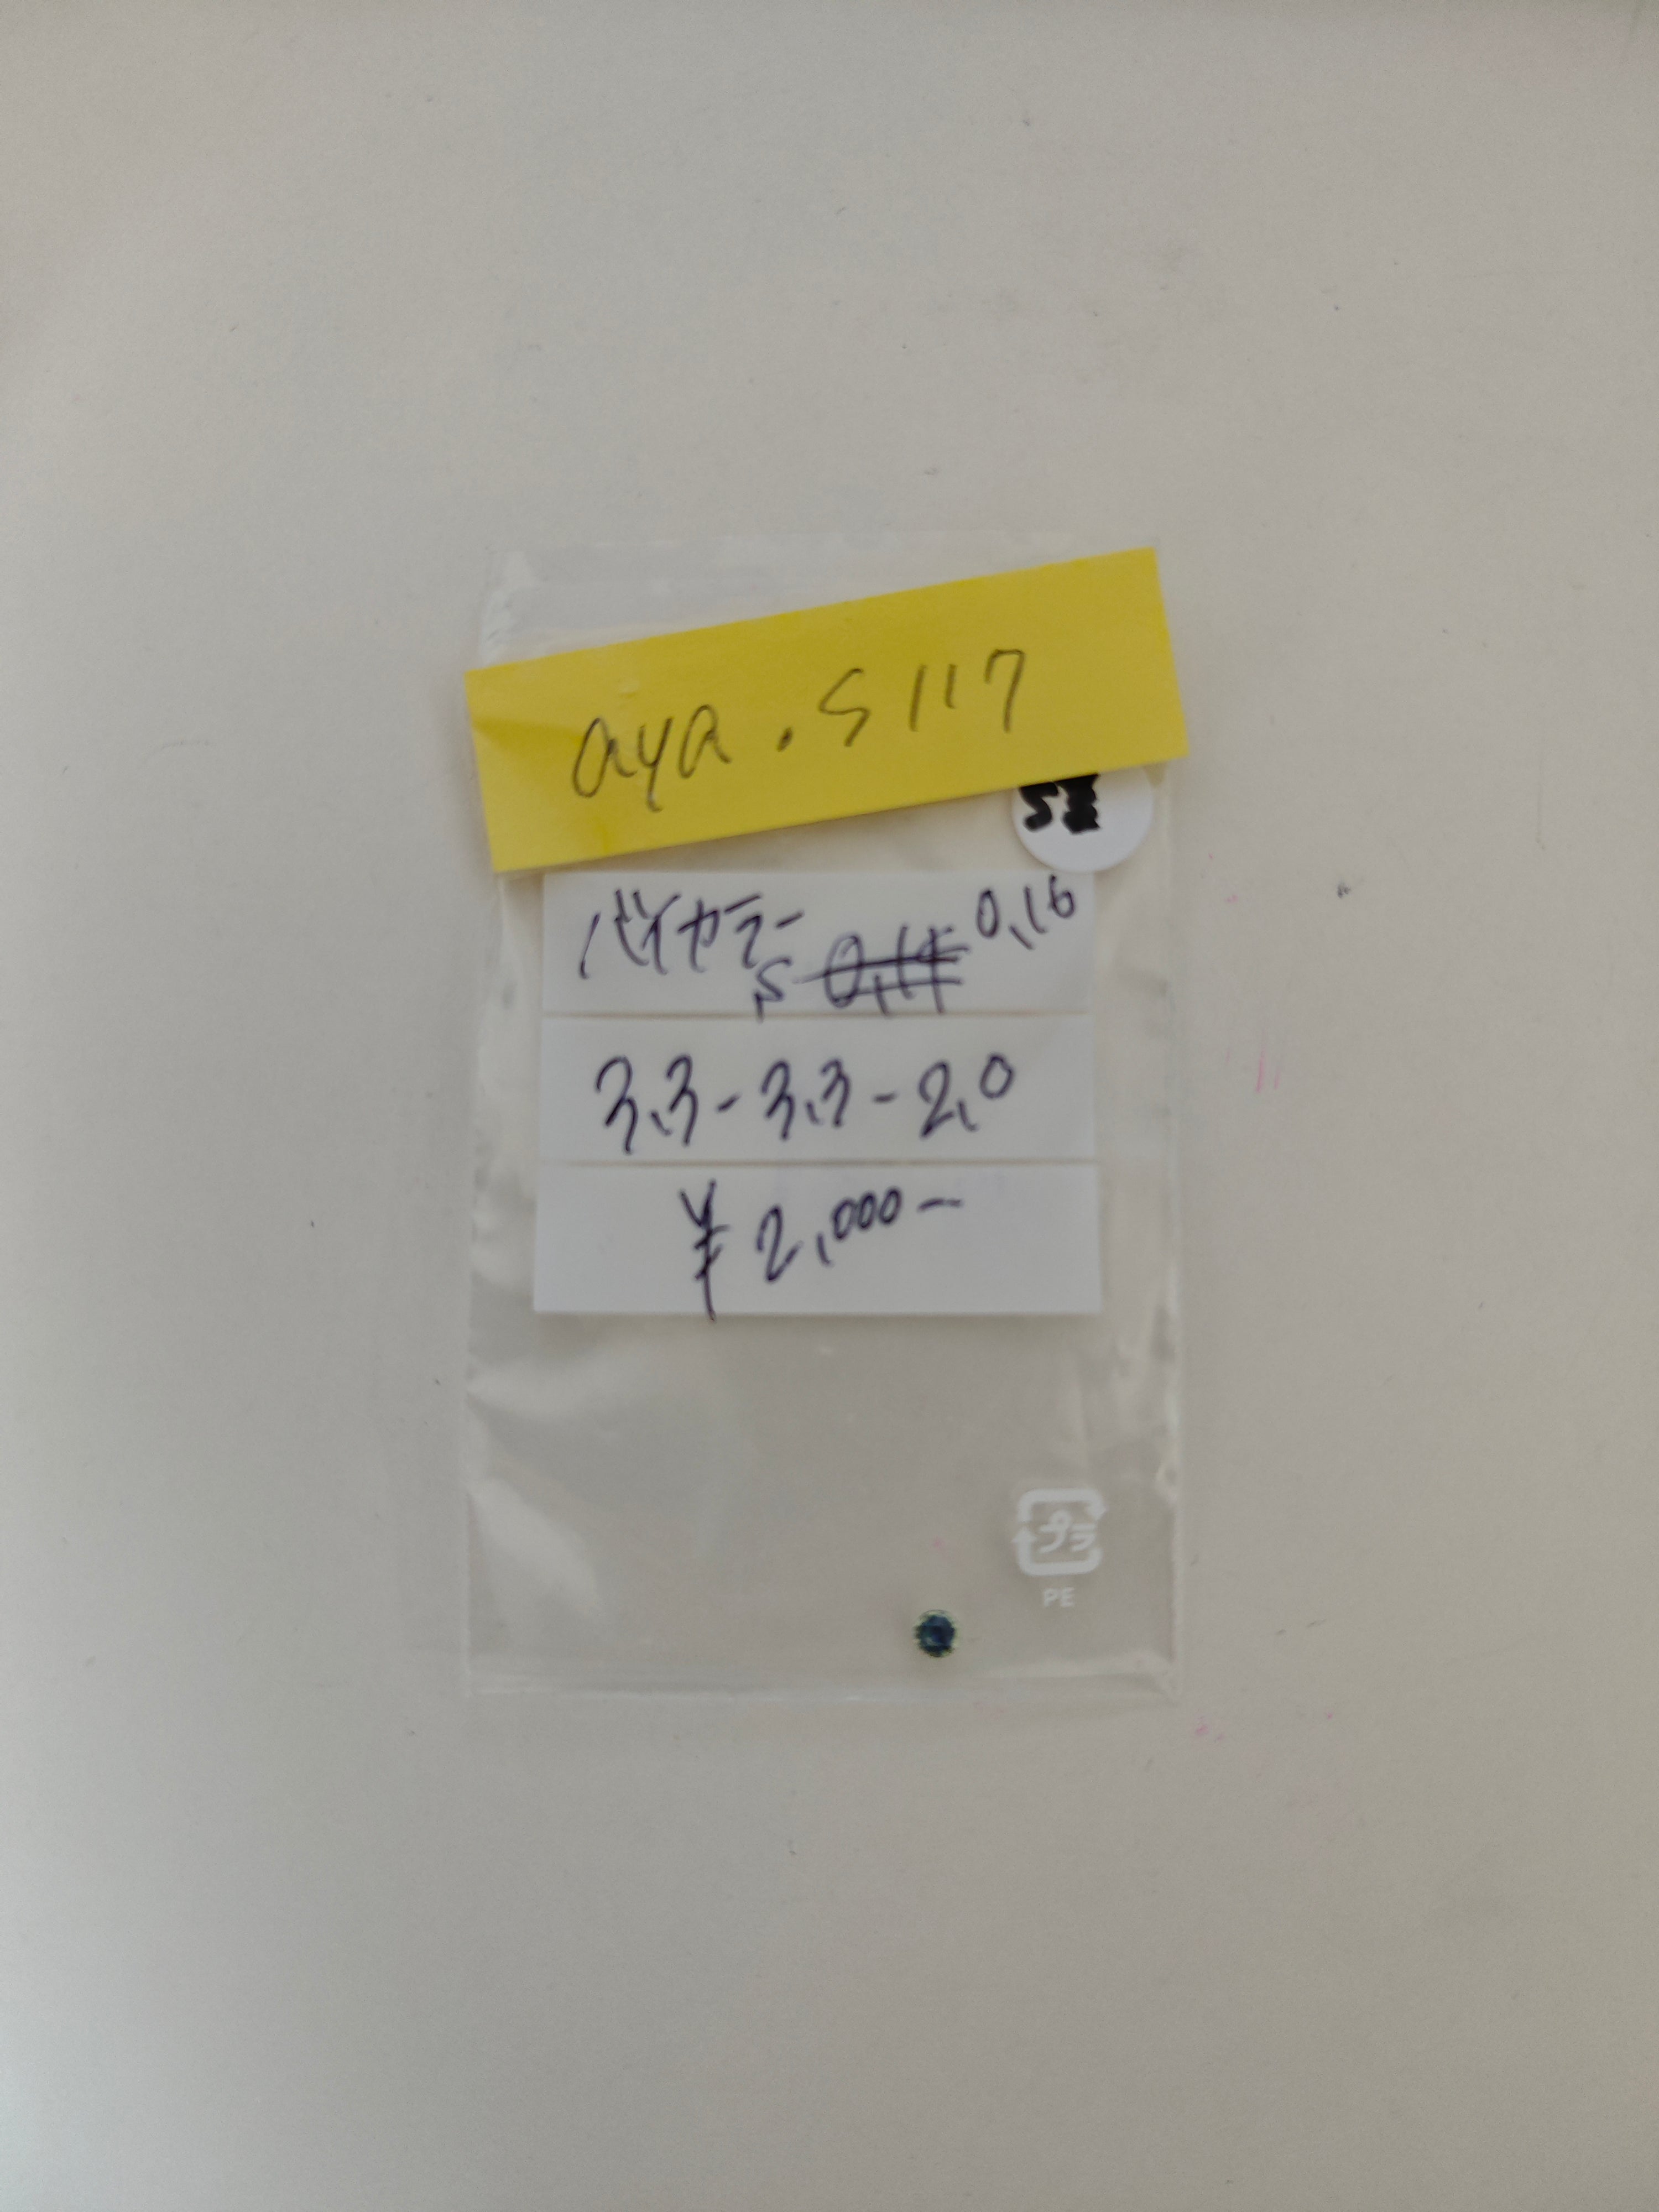 aya.S117
バイカラー
S 0,14 0,16
3,3-3,3-2,0
¥2,000-
プラ
PE